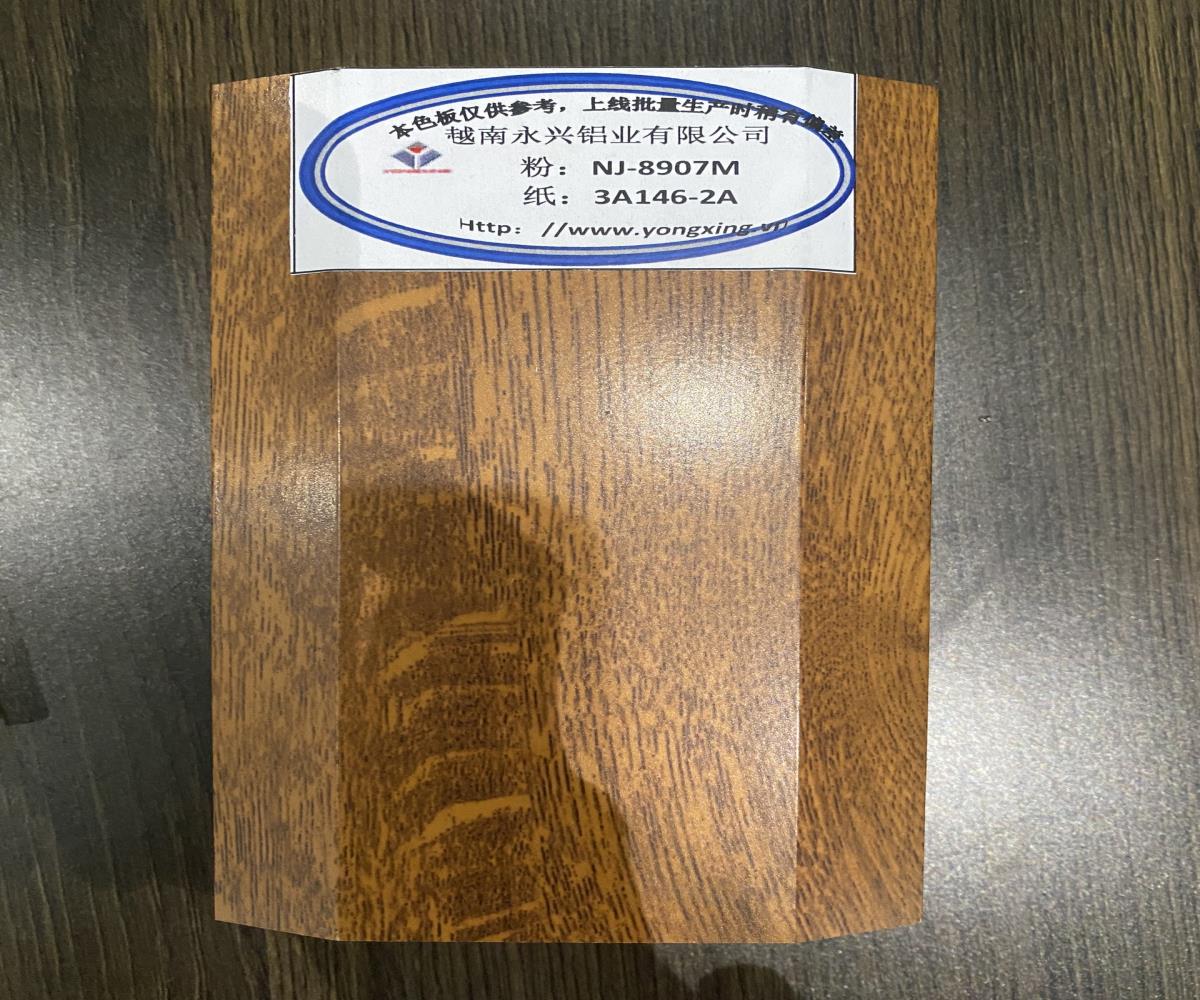 本色板仅供参考，上线批量生产时稍有偏差
越南永兴铝业有限公司
粉： NJ-8907M
纸： 3A146-2A
Http： //www.yongxing.vn